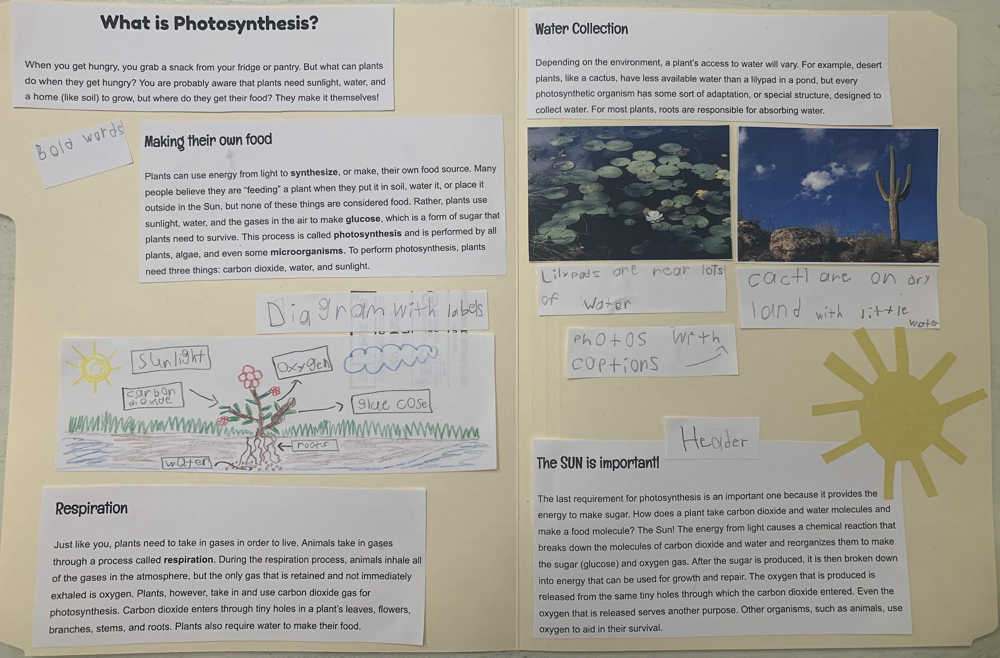 What is Photosynthesis?
When you get hungry, you grab a snack from your fridge or pantry. But what can plants
do when they get hungry? You are probably aware that plants need sunlight, water, and
a home (like soil) to grow, but where do they get their food? They make it themselves!
Bold words
Making their own food
Plants can use energy from light to synthesize, or make, their own food source. Many
people believe they are “feeding” a plant when they put it in soil, water it, or place it
outside in the Sun, but none of these things are considered food. Rather, plants use
sunlight, water, and the gases in the air to make glucose, which is a form of sugar that
plants need to survive. This process is called photosynthesis and is performed by all
plants, algae, and even some microorganisms. To perform photosynthesis, plants
need three things: carbon dioxide, water, and sunlight.
Diagram with labels
Sunlight
oxygen
carbon
dioxide
glue cose
roots
water
Respiration
Just like you, plants need to take in gases in order to live. Animals take in gases
through a process called respiration. During the respiration process, animals inhale all
of the gases in the atmosphere, but the only gas that is retained and not immediately
exhaled is oxygen. Plants, however, take in and use carbon dioxide gas for
photosynthesis. Carbon dioxide enters through tiny holes in a plant’s leaves, flowers,
branches, stems, and roots. Plants also require water to make their food.
Water Collection
Depending on the environment, a plant’s access to water will vary. For example, desert
plants, like a cactus, have less available water than a lilypad in a pond, but every
photosynthetic organism has some sort of adaptation, or special structure, designed to
collect water. For most plants, roots are responsible for absorbing water.
Lilypads are near lots
of water
cacti are on dry
land with little
water
Photos with
captions
Header
The SUN is important!
The last requirement for photosynthesis is an important one because it provides the
energy to make sugar. How does a plant take carbon dioxide and water molecules and
make a food molecule? The Sun! The energy from light causes a chemical reaction that
breaks down the molecules of carbon dioxide and water and reorganizes them to make
the sugar (glucose) and oxygen gas. After the sugar is produced, it is then broken down
into energy that can be used for growth and repair. The oxygen that is produced is
released from the same tiny holes through which the carbon dioxide entered. Even the
oxygen that is released serves another purpose. Other organisms, such as animals, use
oxygen to aid in their survival.